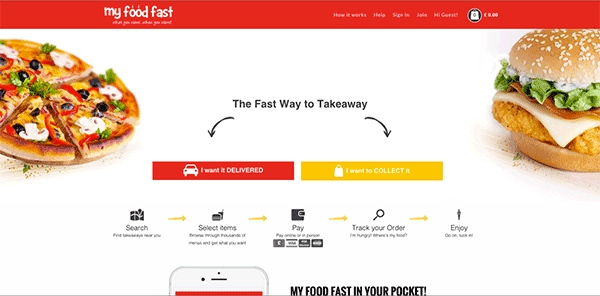 my food fast
what you want, when you want!
How it works Help Sign In Join Hi Guest! £ 0.00
The Fast Way to Takeaway
I want it DELIVERED
I want to COLLECT it
Search Select items Pay Track your Order Enjoy
Find takeaways near you Browse through thousands of menus and get what you want Pay online or in person I'm hungry! Where's my food? Go on, tuck in!
VISA
MY FOOD FAST IN YOUR POCKET!